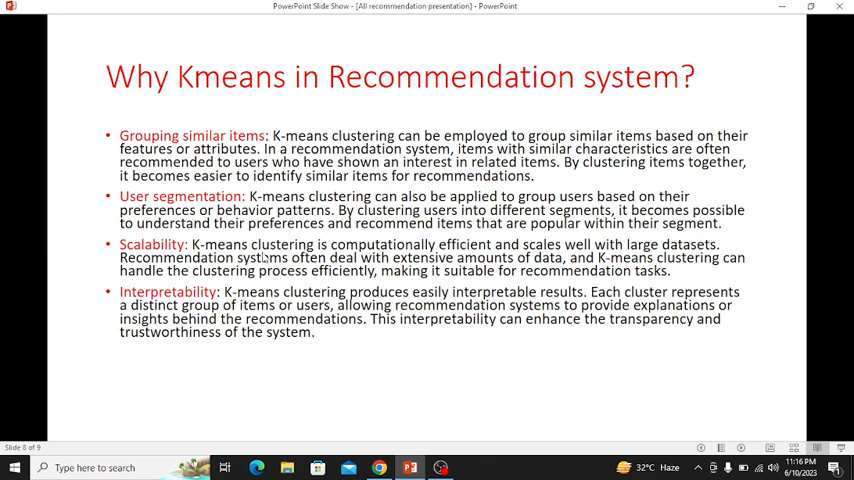 PowerPoint Slide Show - [All recommendation presentation] - PowerPoint
Why Kmeans in Recommendation system?
• Grouping similar items: K-means clustering can be employed to group similar items based on their
features or attributes. In a recommendation system, items with similar characteristics are often
recommended to users who have shown an interest in related items. By clustering items together,
it becomes easier to identify similar items for recommendations.
• User segmentation: K-means clustering can also be applied to group users based on their
preferences or behavior patterns. By clustering users into different segments, it becomes possible
to understand their preferences and recommend items that are popular within their segment.
• Scalability: K-means clustering is computationally efficient and scales well with large datasets.
Recommendation systems often deal with extensive amounts of data, and K-means clustering can
handle the clustering process efficiently, making it suitable for recommendation tasks.
• Interpretability: K-means clustering produces easily interpretable results. Each cluster represents
a distinct group of items or users, allowing recommendation systems to provide explanations or
insights behind the recommendations. This interpretability can enhance the transparency and
trustworthiness of the system.
Slide 8 of 9
Type here to search
32°C Haze
11:16 PM
6/10/2023